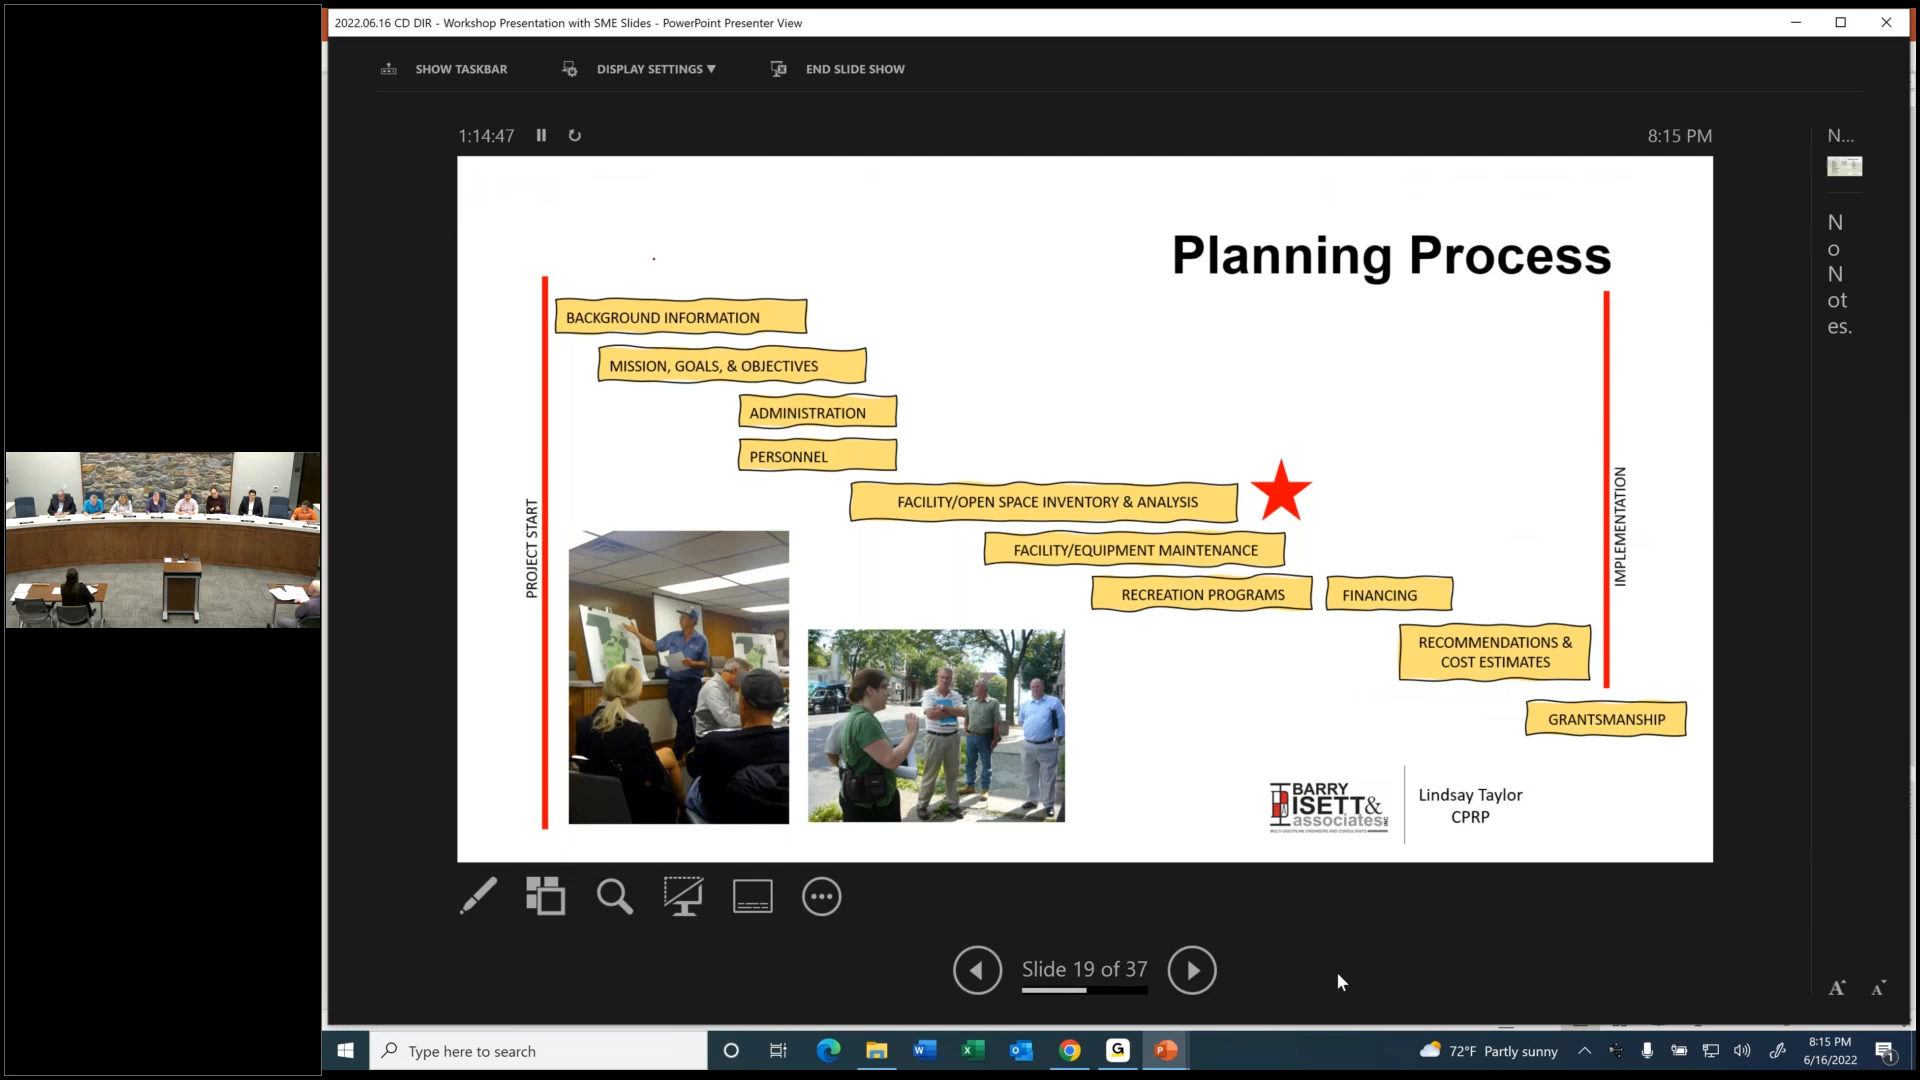 2022.06.16 CD DIR - Workshop Presentation with SME Slides - PowerPoint Presenter View
SHOW TASKBAR
DISPLAY SETTINGS ▼
END SLIDE SHOW
1:14:47
8:15 PM
N...
Planning Process
BACKGROUND INFORMATION
MISSION, GOALS, & OBJECTIVES
ADMINISTRATION
PERSONNEL
FACILITY/OPEN SPACE INVENTORY & ANALYSIS
FACILITY/EQUIPMENT MAINTENANCE
RECREATION PROGRAMS
FINANCING
RECOMMENDATIONS &
COST ESTIMATES
GRANTSMANSHIP
PROJECT START
IMPLEMENTATION
BARRY
ISETT&
associates
INC
Lindsay Taylor
CPRP
N
o
N
ot
es.
Slide 19 of 37
A
A
Type here to search
72°F Partly sunny
8:15 PM
6/16/2022
1